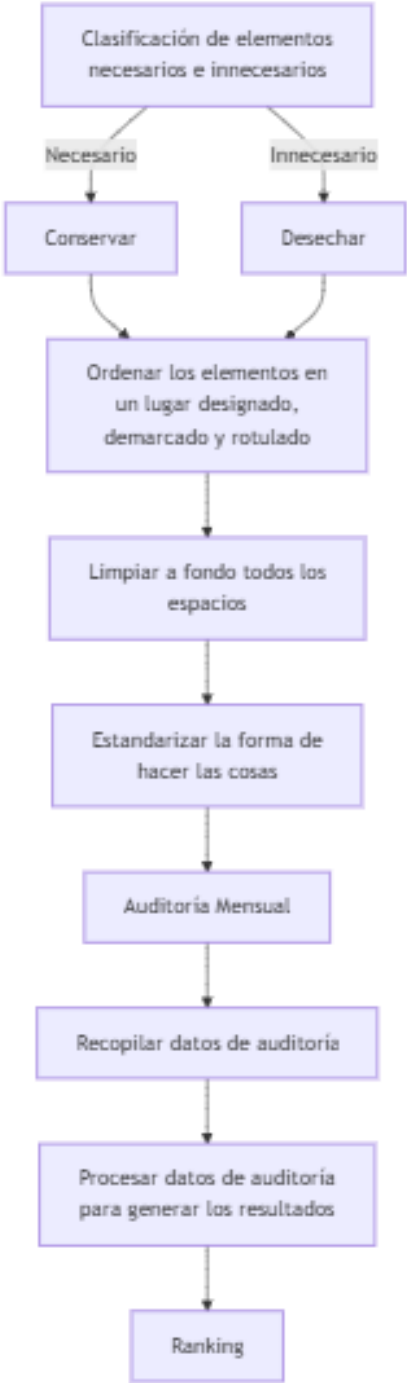 Clasificación de elementos
necesarios e innecesarios
Necesario
Innecesario
Conservar
Desechar
Ordenar los elementos en
un lugar designado,
demarcado y rotulado
Limpiar a fondo todos los
espacios
Estandarizar la forma de
hacer las cosas
Auditoría Mensual
Recopilar datos de auditoría
Procesar datos de auditoría
para generar los resultados
Ranking